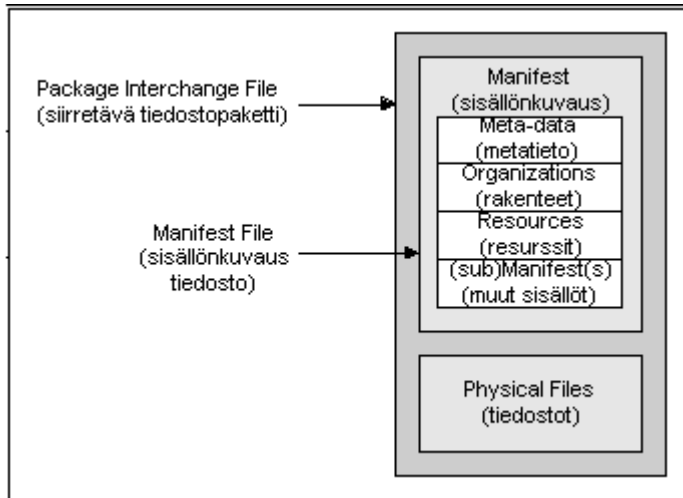 Package Interchange File
(siirretävä tiedostopaketti)
Manifest File
(sisällönkuvaus
tiedosto)
Manifest
(sisällönkuvaus)
Meta-data
(metatieto)
Organizations
(rakenteet)
Resources
(resurssit)
(sub)Manifest(s)
(muut sisällöt)
Physical Files
(tiedostot)